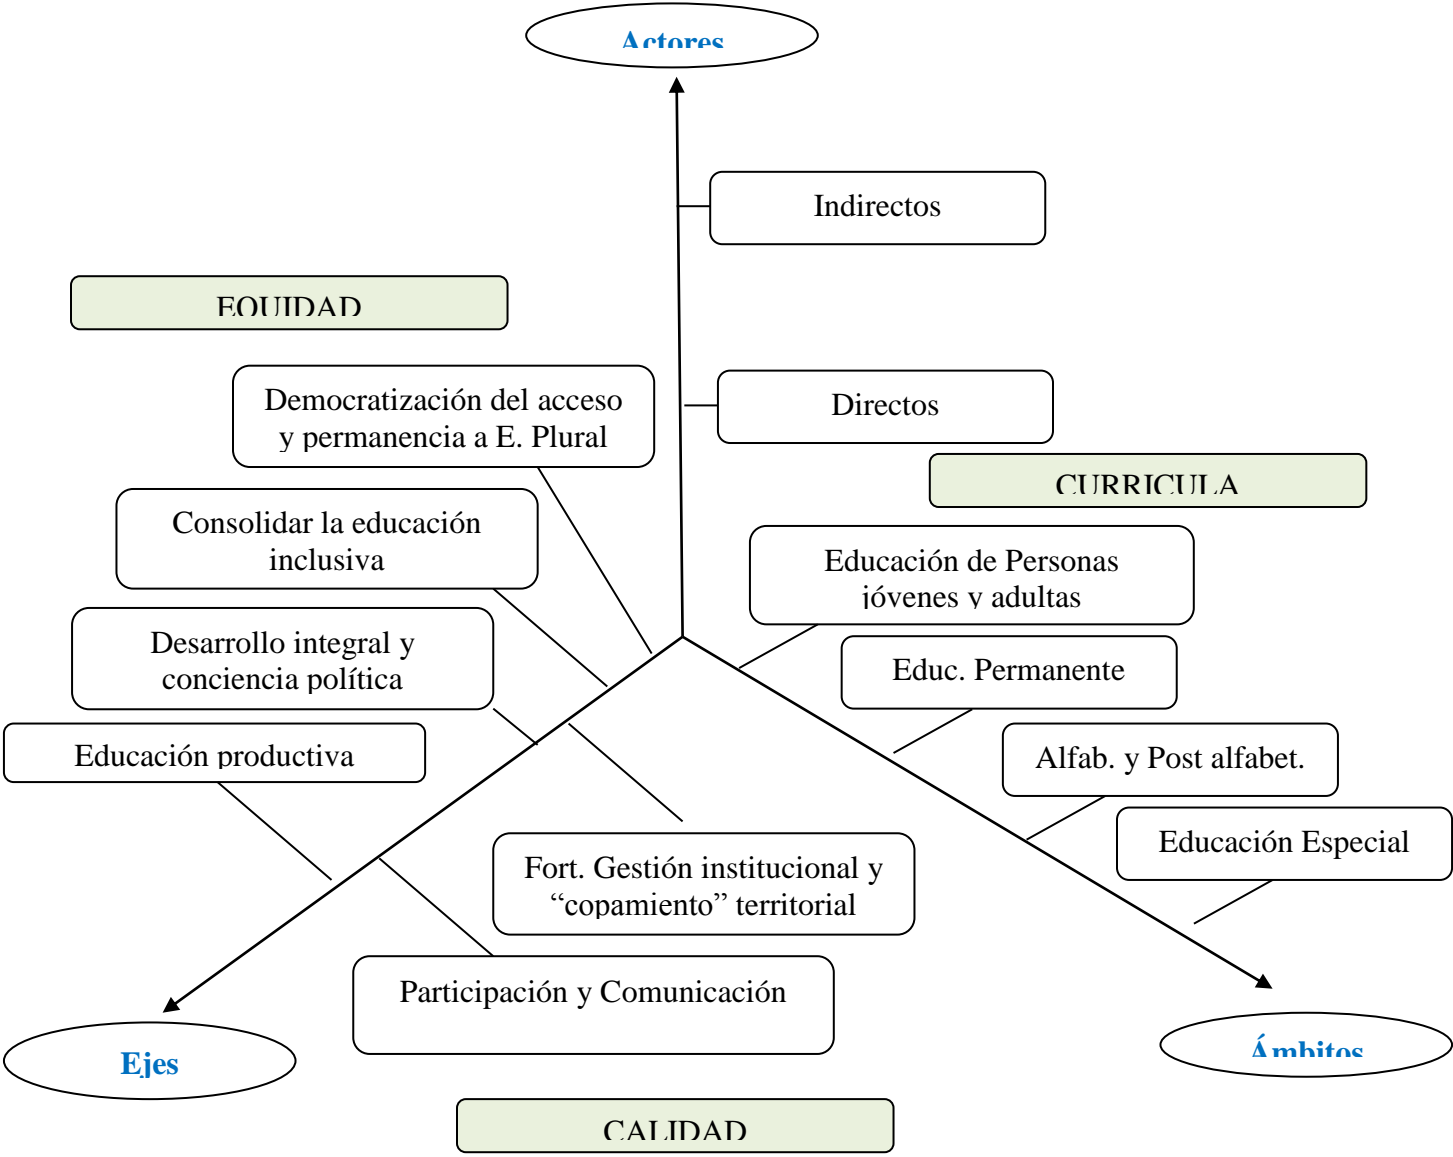 Actores
Indirectos
EQUIDAD
Democratización del acceso
y permanencia a E. Plural
Directos
CURRICULA
Consolidar la educación
inclusiva
Educación de Personas
jóvenes y adultas
Desarrollo integral y
conciencia política
Educ. Permanente
Educación productiva
Alfab. y Post alfabet.
Educación Especial
Fort. Gestión institucional y
“copamiento” territorial
Participación y Comunicación
Ejes
Ámbitos
CALIDAD